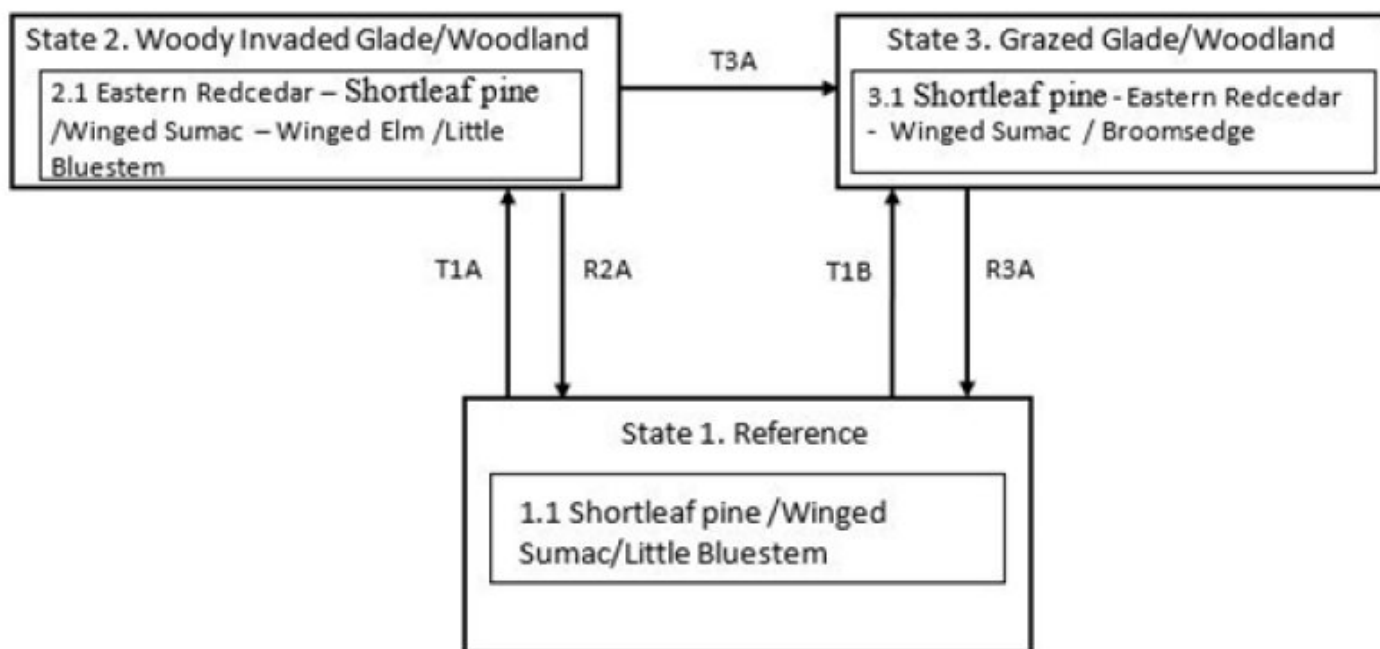 State 2. Woody Invaded Glade/Woodland
2.1 Eastern Redcedar – Shortleaf pine
/Winged Sumac – Winged Elm /Little
Bluestem
T3A
State 3. Grazed Glade/Woodland
3.1 Shortleaf pine - Eastern Redcedar
- Winged Sumac / Broomsedge
T1A
R2A
T1B
R3A
State 1. Reference
1.1 Shortleaf pine /Winged
Sumac/Little Bluestem